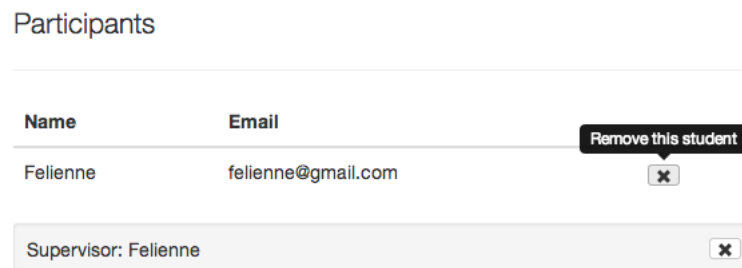 Participants
Name Email
Remove this student
Felienne felienne@gmail.com
Supervisor: Felienne